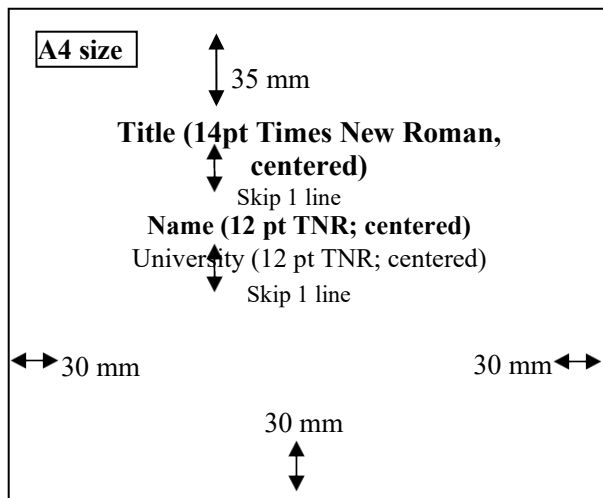 A4 size
35 mm
Title (14pt Times New Roman,
centered)
Skip 1 line
Name (12 pt TNR; centered)
University (12 pt TNR; centered)
Skip 1 line
30 mm
30 mm
30 mm